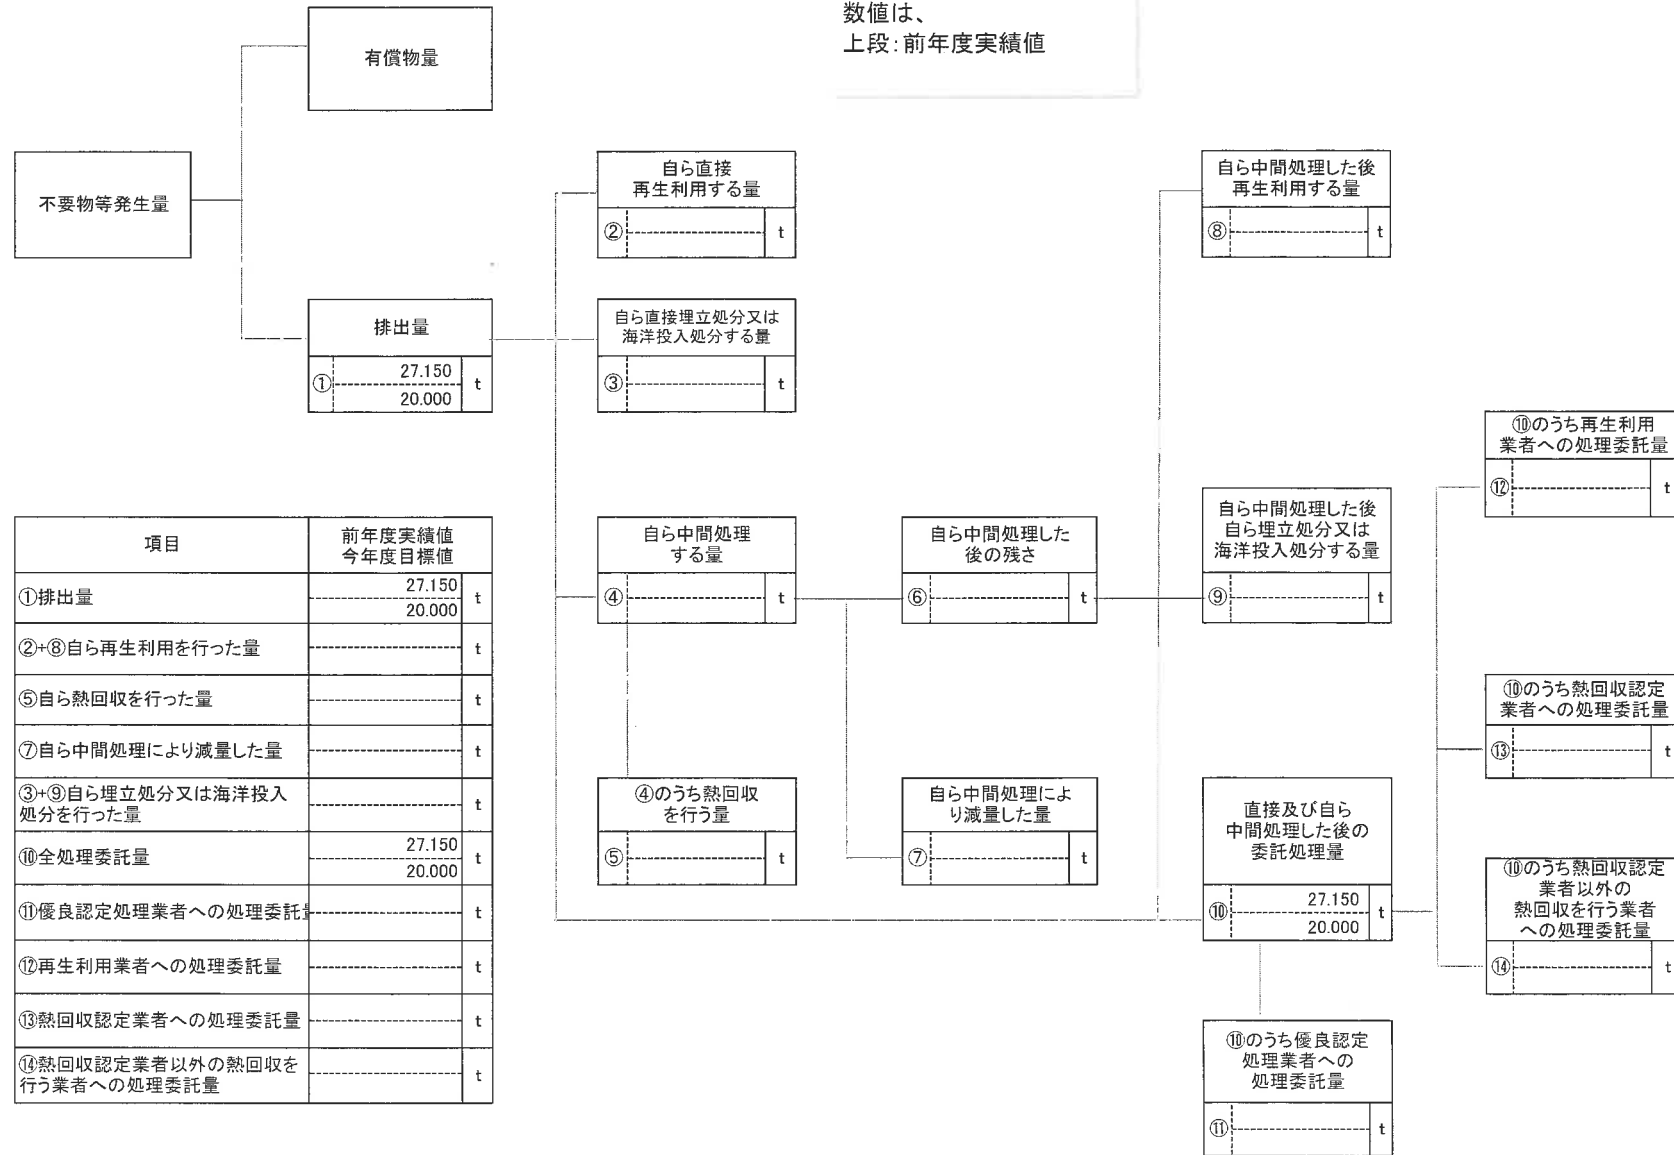 数値は、
上段:前年度実績値
有償物量
不要物等発生量
排出量
① 27.150 t
20.000
自ら直接
再生利用する量
② t
自ら直接埋立処分又は
海洋投入処分する量
③ t
自ら中間処理した後
再生利用する量
⑧ t
自ら中間処理
する量
④ t
自ら中間処理した
後の残さ
⑥ t
自ら中間処理した後
自ら埋立処分又は
海洋投入処分する量
⑨ t
④のうち熱回収
を行う量
⑤ t
自ら中間処理によ
り減量した量
⑦ t
直接及び自ら
中間処理した後の
委託処理量
⑩ 27.150 t
20.000
⑩のうち優良認定
処理業者への
処理委託量
⑪ t
⑩のうち再生利用
業者への処理委託量
⑫ t
⑩のうち熱回収認定
業者への処理委託量
⑬ t
⑩のうち熱回収認定
業者以外の
熱回収を行う業者
への処理委託量
⑭ t
項目 前年度実績値
今年度目標値
①排出量 27.150 t
20.000
②+⑧自ら再生利用を行った量 t
⑤自ら熱回収を行った量 t
⑦自ら中間処理により減量した量 t
③+⑨自ら埋立処分又は海洋投入
処分を行った量 t
⑩全処理委託量 27.150 t
20.000
⑪優良認定処理業者への処理委託 t
⑫再生利用業者への処理委託量 t
⑬熱回収認定業者への処理委託量 t
⑭熱回収認定業者以外の熱回収を
行う業者への処理委託量 t